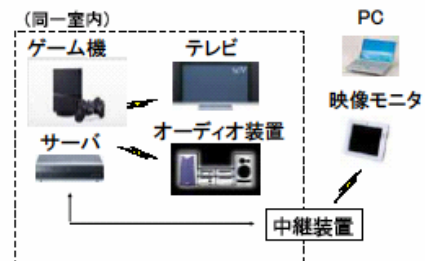 (同一室内)
ゲーム機
テレビ
PC
映像モニタ
サーバ
オーディオ装置
中継装置